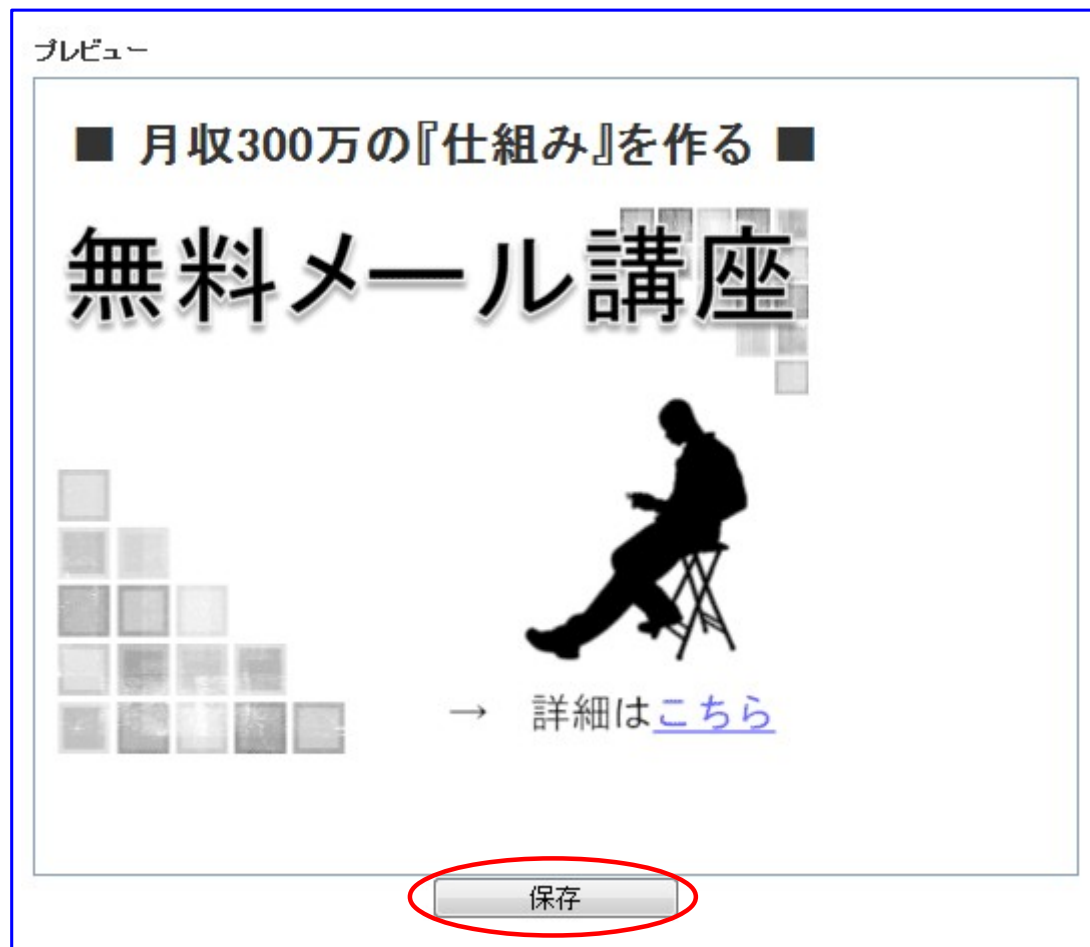 プレビュー
■ 月収300万の『仕組み』を作る ■
無料メール講座
→ 詳細はこちら
保存